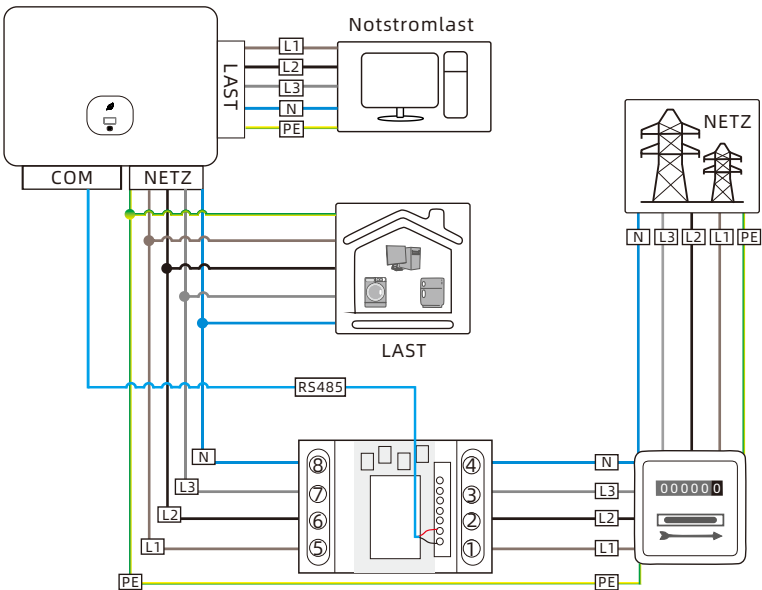 Notstromlast
L1
L2
L3
N
PE
LAST
COM
NETZ
NETZ
N L3 L2 L1 PE
LAST
RS485
N
L3
L2
L1
PE
8
7
6
5
4
3
2
1
N
L3
L2
L1
PE
000000